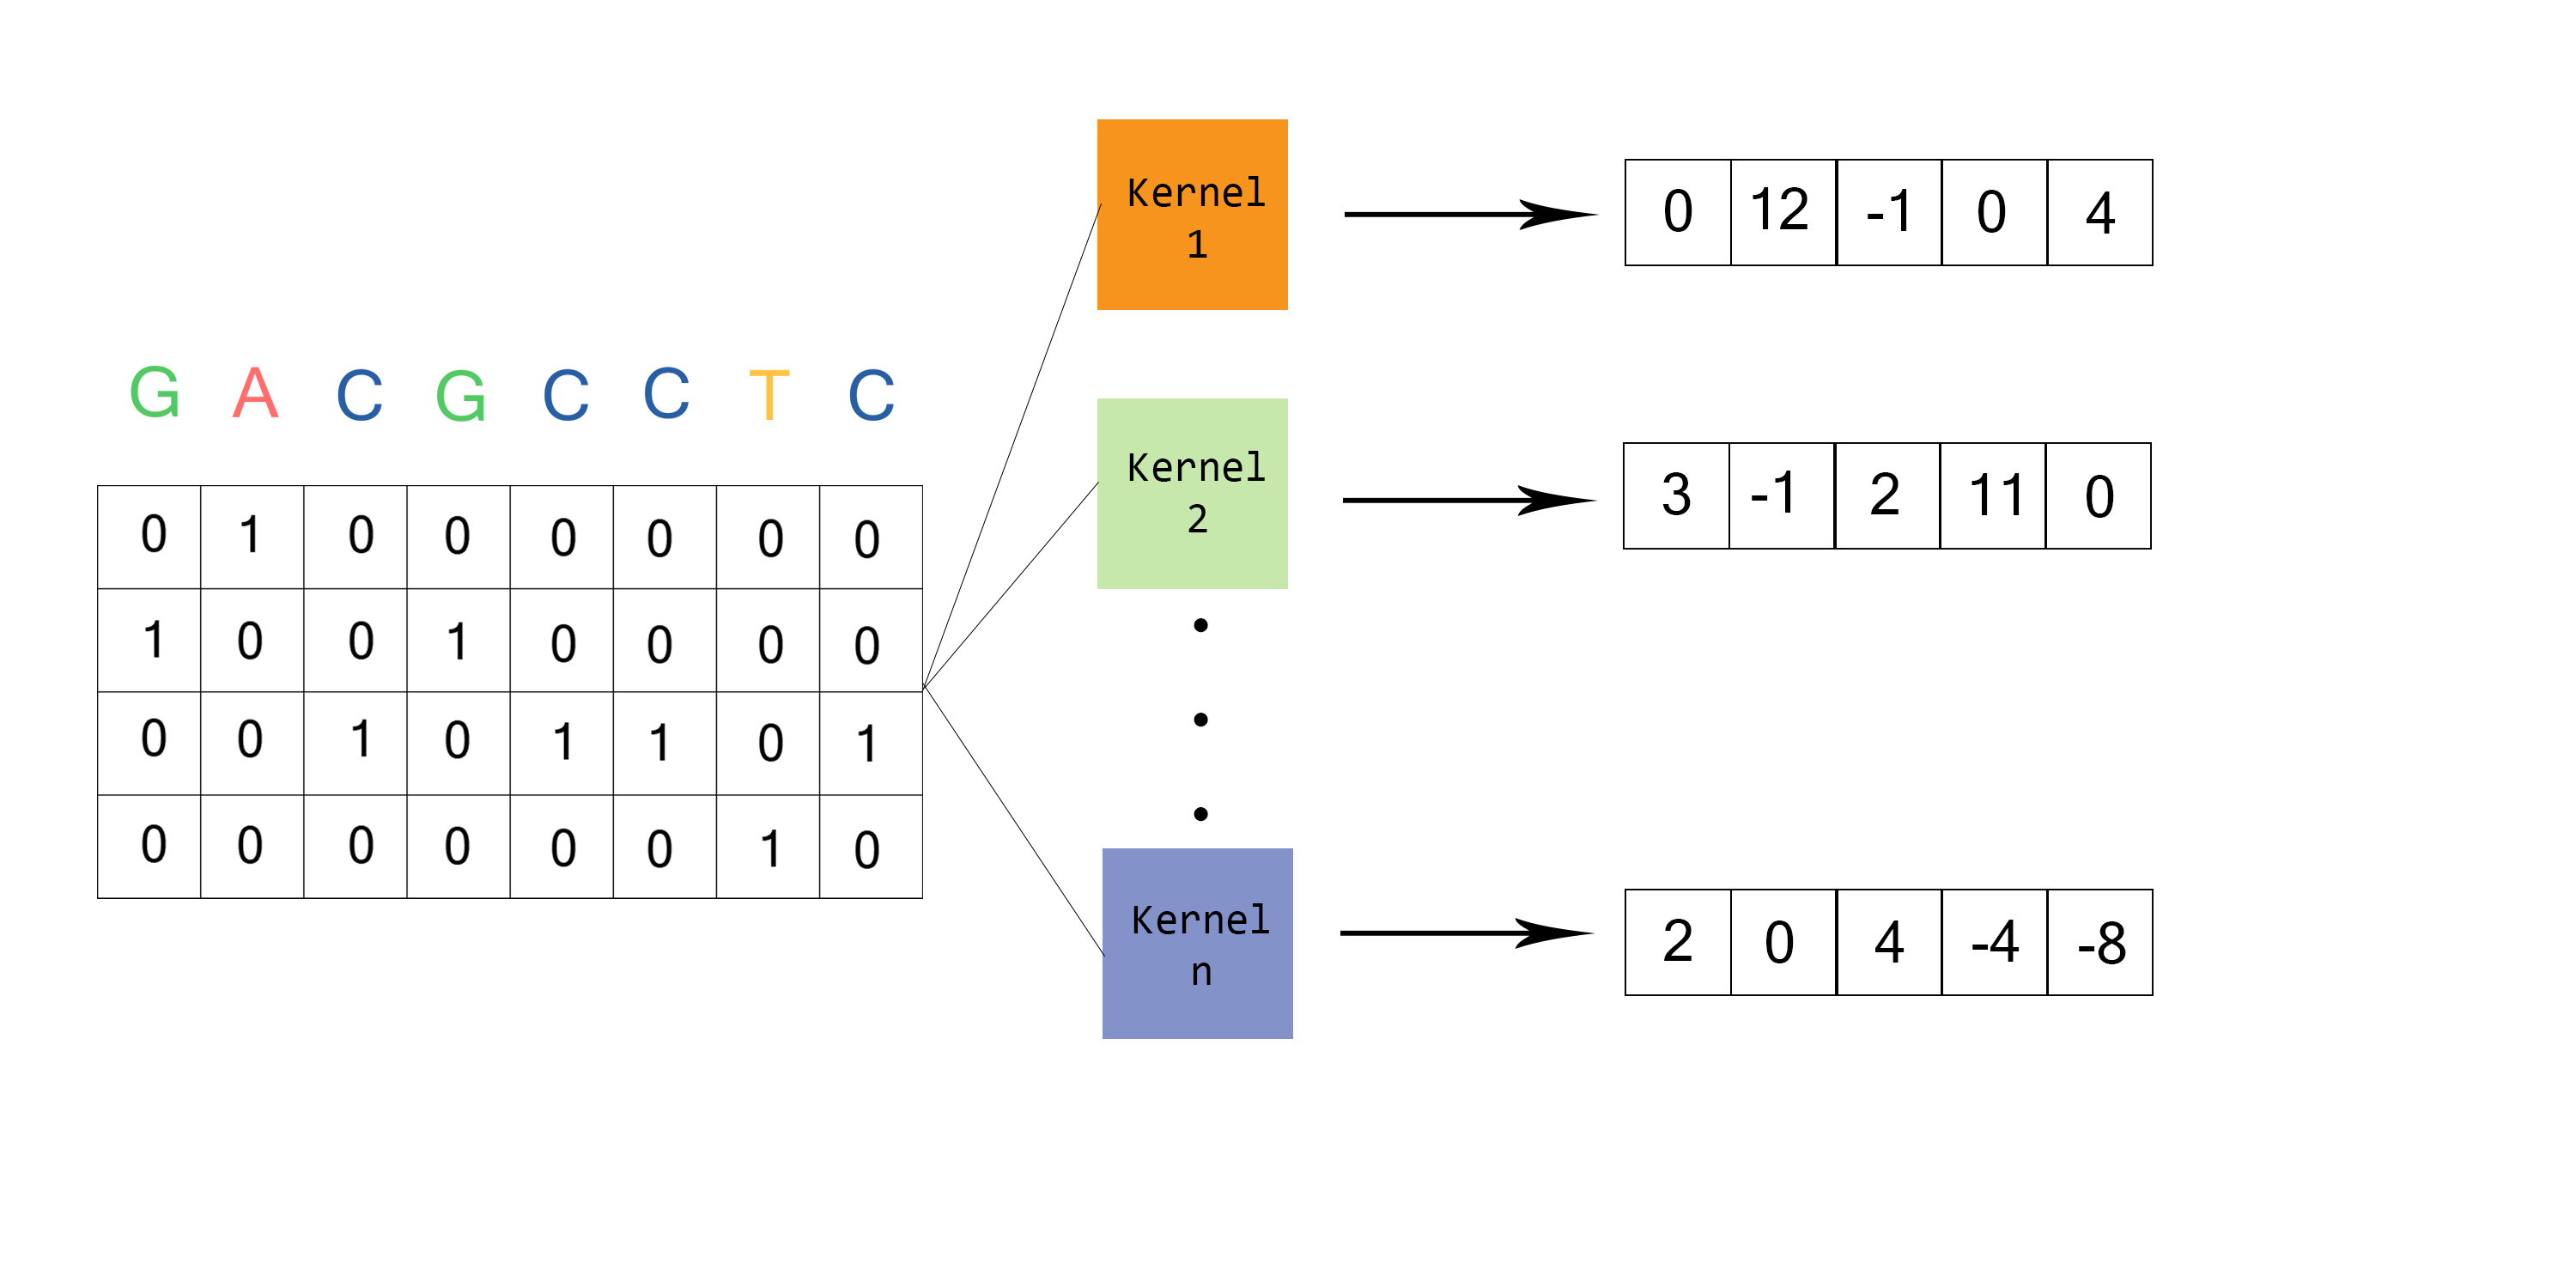 G A C G C C T C
0 1 0 0 0 0 0 0
1 0 0 1 0 0 0 0
0 0 1 0 1 1 0 1
0 0 0 0 0 0 1 0
Kernel
1
0 12 -1 0 4
Kernel
2
3 -1 2 11 0
Kernel
n
2 0 4 -4 -8